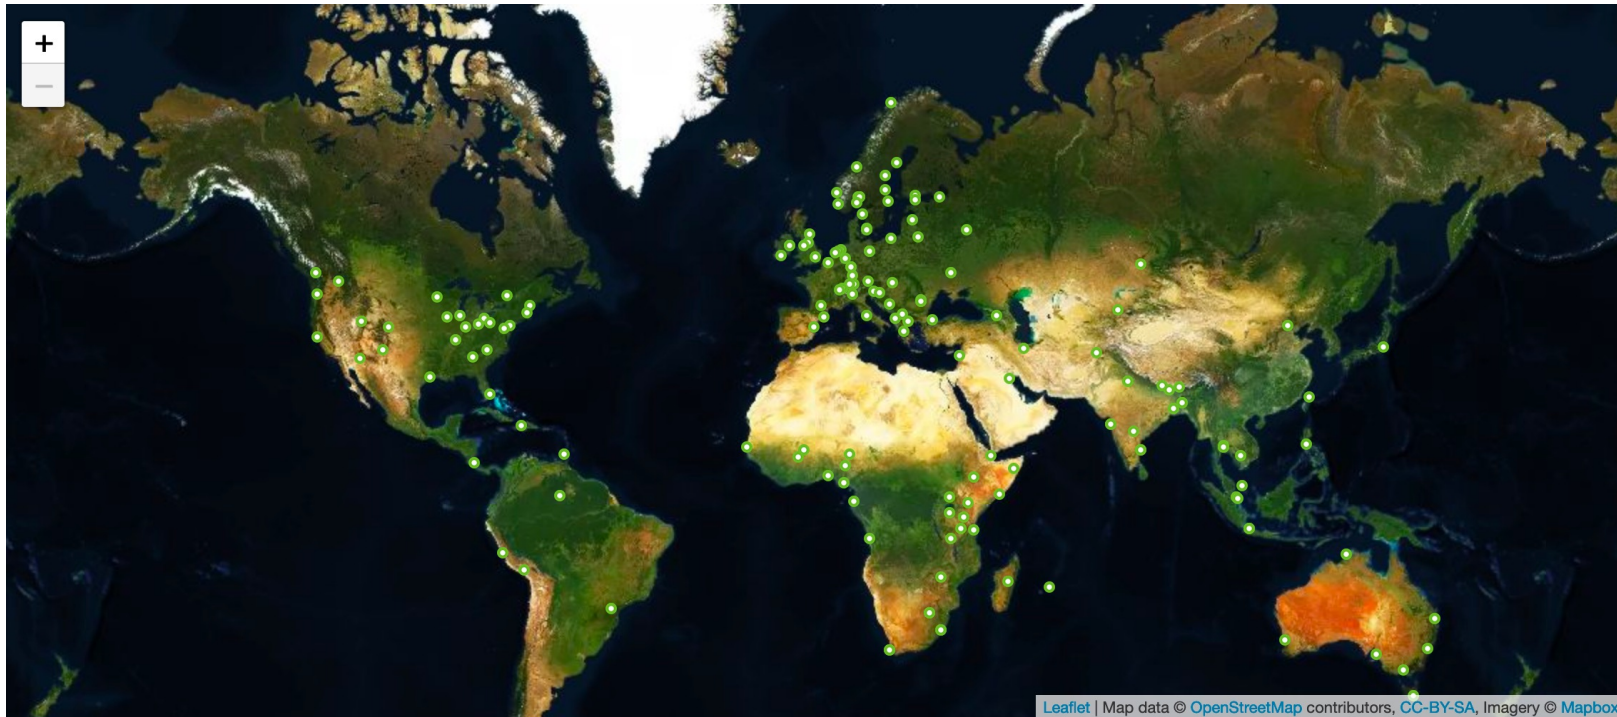 +
−
Leaflet | Map data © OpenStreetMap contributors, CC-BY-SA, Imagery © Mapbox